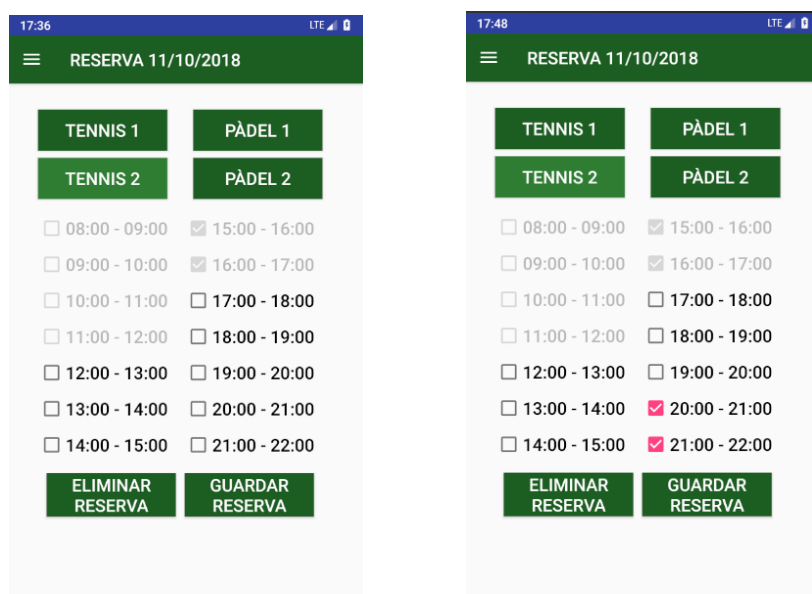 17:36
LTE
RESERVA 11/10/2018
TENNIS 1
PÀDEL 1
TENNIS 2
PÀDEL 2
08:00 - 09:00
15:00 - 16:00
09:00 - 10:00
16:00 - 17:00
10:00 - 11:00
17:00 - 18:00
11:00 - 12:00
18:00 - 19:00
12:00 - 13:00
19:00 - 20:00
13:00 - 14:00
20:00 - 21:00
14:00 - 15:00
21:00 - 22:00
ELIMINAR
RESERVA
GUARDAR
RESERVA
17:48
LTE
RESERVA 11/10/2018
TENNIS 1
PÀDEL 1
TENNIS 2
PÀDEL 2
08:00 - 09:00
15:00 - 16:00
09:00 - 10:00
16:00 - 17:00
10:00 - 11:00
17:00 - 18:00
11:00 - 12:00
18:00 - 19:00
12:00 - 13:00
19:00 - 20:00
13:00 - 14:00
20:00 - 21:00
14:00 - 15:00
21:00 - 22:00
ELIMINAR
RESERVA
GUARDAR
RESERVA